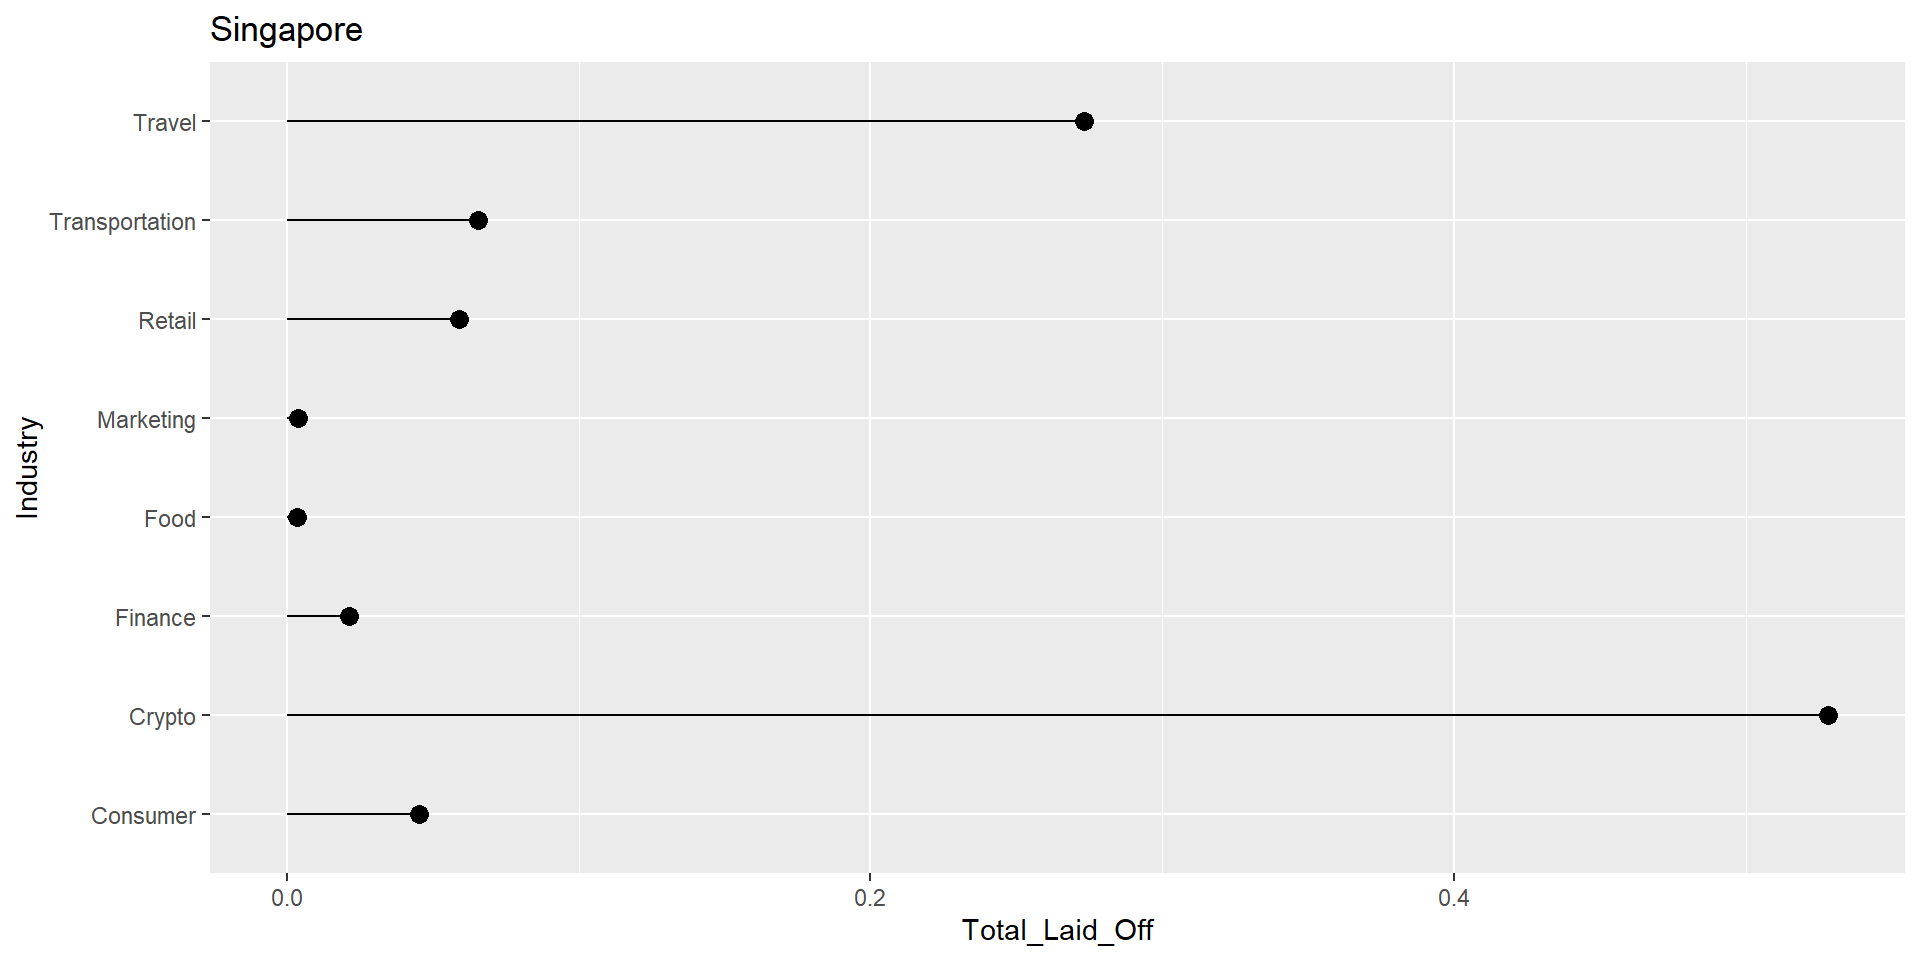 Singapore
Travel
Transportation
Retail
Marketing
Food
Finance
Crypto
Consumer
Industry
0.0 0.2 0.4
Total_Laid_Off